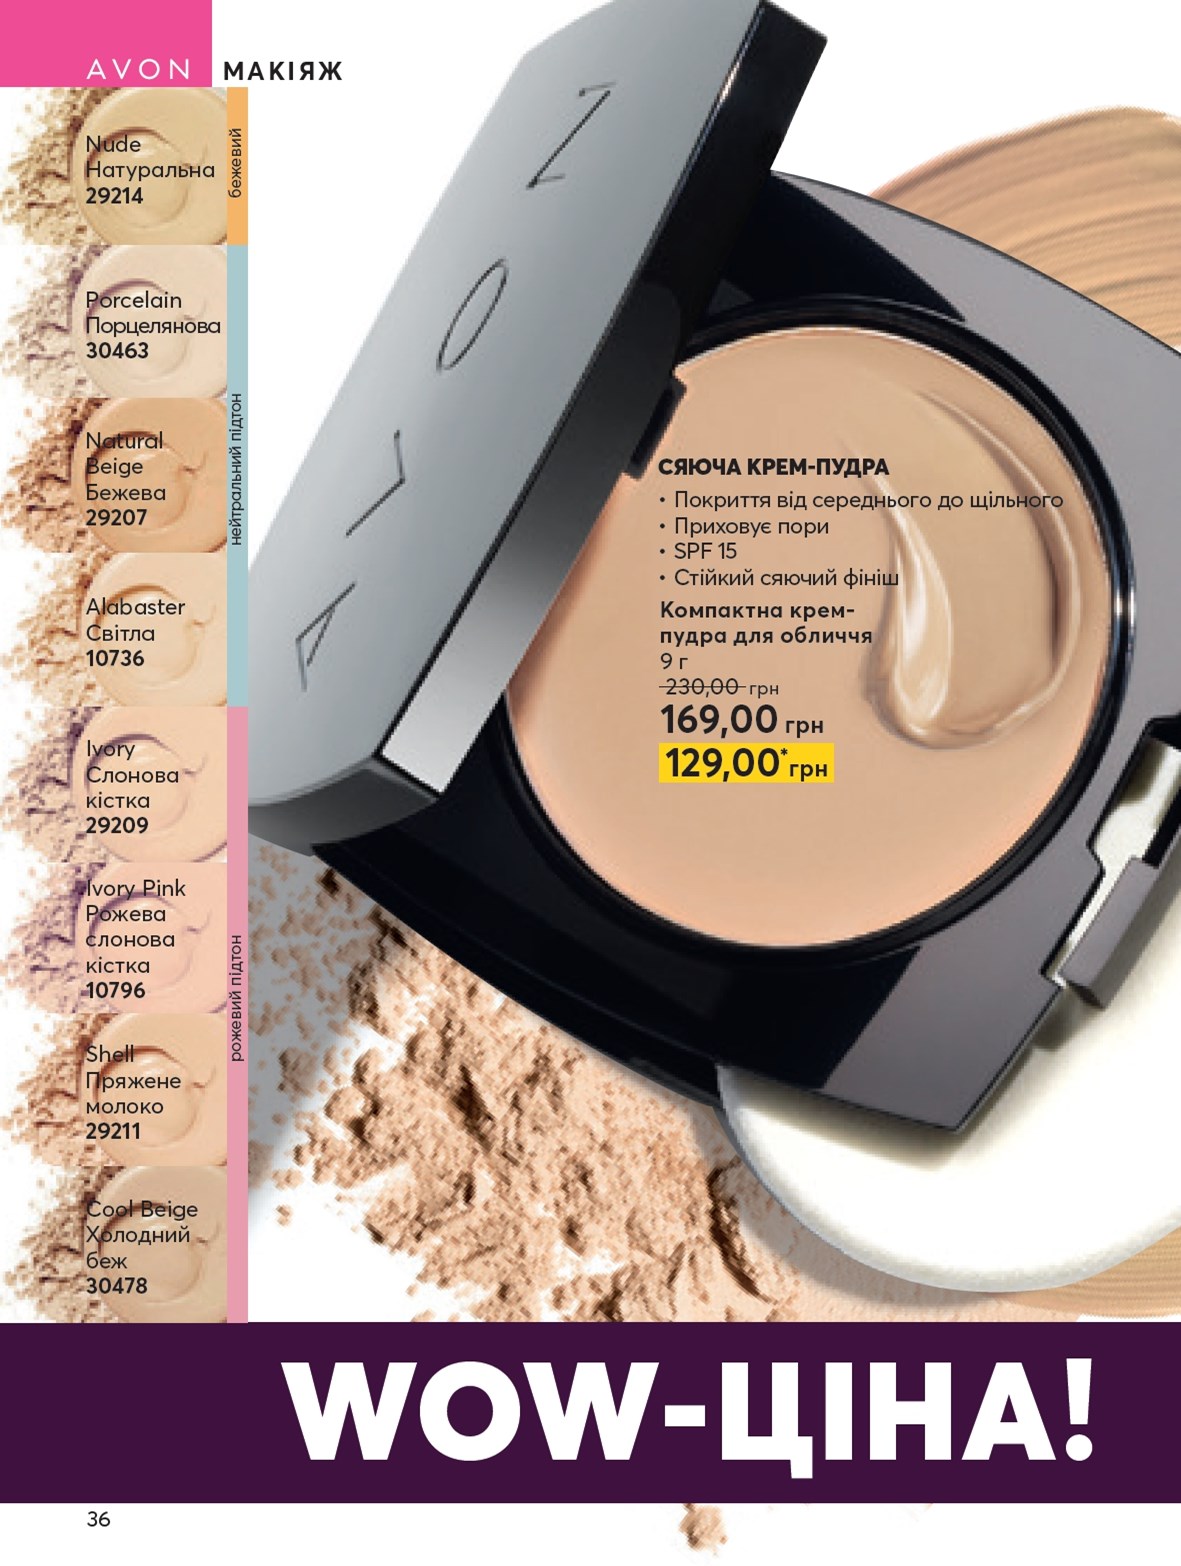 AVON МАКІЯЖ
Nude
Натуральна
29214
бежевий
Porcelain
Порцелянова
30463
Natural
Beige
Бежева
29207
нейтральний підтон
Alabaster
Світла
10736
Ivory
Слонова
кістка
29209
Ivory Pink
Рожева
слонова
кістка
10796
рожевий підтон
Shell
Пряжене
молоко
29211
Cool Beige
Холодний
беж
30478
AVON
СЯЮЧА КРЕМ-ПУДРА
• Покриття від середнього до щільного
• Приховує пори
• SPF 15
• Стійкий сяючий фініш
Компактна крем-
пудра для обличчя
9 г
230,00 грн
169,00 грн
129,00* грн
WOW-ЦІНА!
36